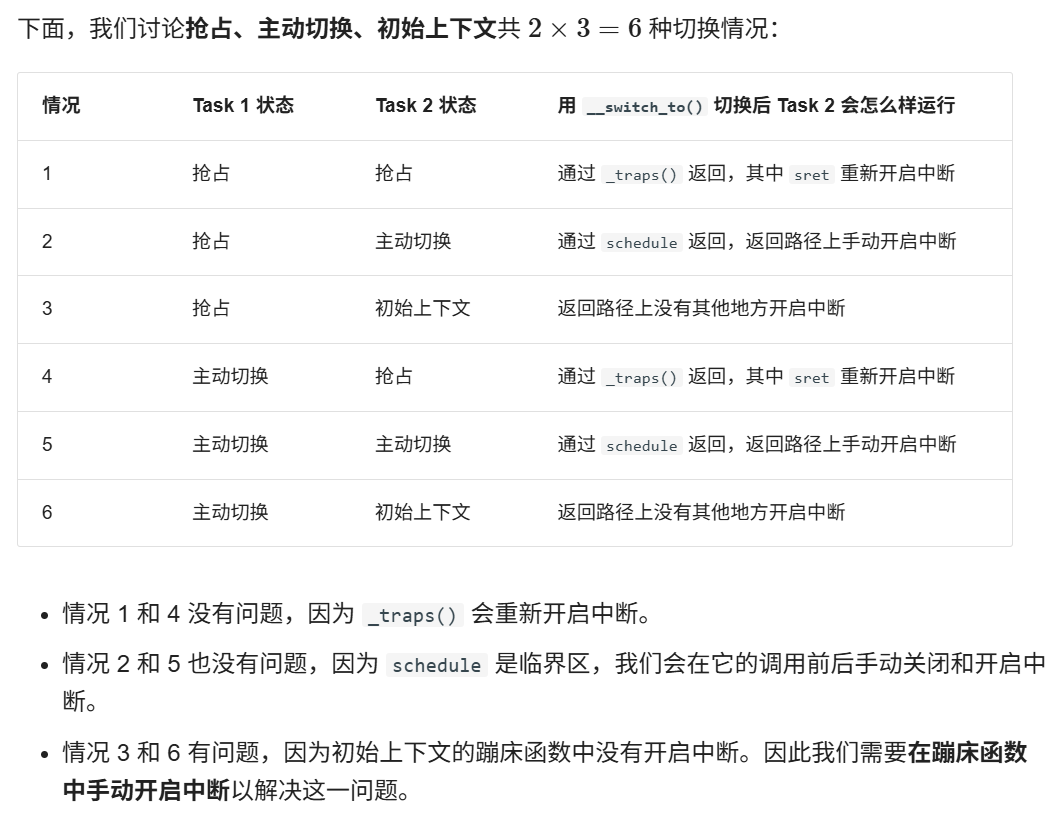 下面，我们讨论抢占、主动切换、初始上下文共 2 × 3 = 6 种切换情况：
情况 Task 1 状态 Task 2 状态 用 __switch_to() 切换后 Task 2 会怎么样运行
1 抢占 抢占 通过 _traps() 返回，其中 sret 重新开启中断
2 抢占 主动切换 通过 schedule 返回，返回路径上手动开启中断
3 抢占 初始上下文 返回路径上没有其他地方开启中断
4 主动切换 抢占 通过 _traps() 返回，其中 sret 重新开启中断
5 主动切换 主动切换 通过 schedule 返回，返回路径上手动开启中断
6 主动切换 初始上下文 返回路径上没有其他地方开启中断
• 情况 1 和 4 没有问题，因为 _traps() 会重新开启中断。
• 情况 2 和 5 也没有问题，因为 schedule 是临界区，我们会在它的调用前后手动关闭和开启中
断。
• 情况 3 和 6 有问题，因为初始上下文的蹦床函数中没有开启中断。因此我们需要在蹦床函数
中手动开启中断以解决这一问题。